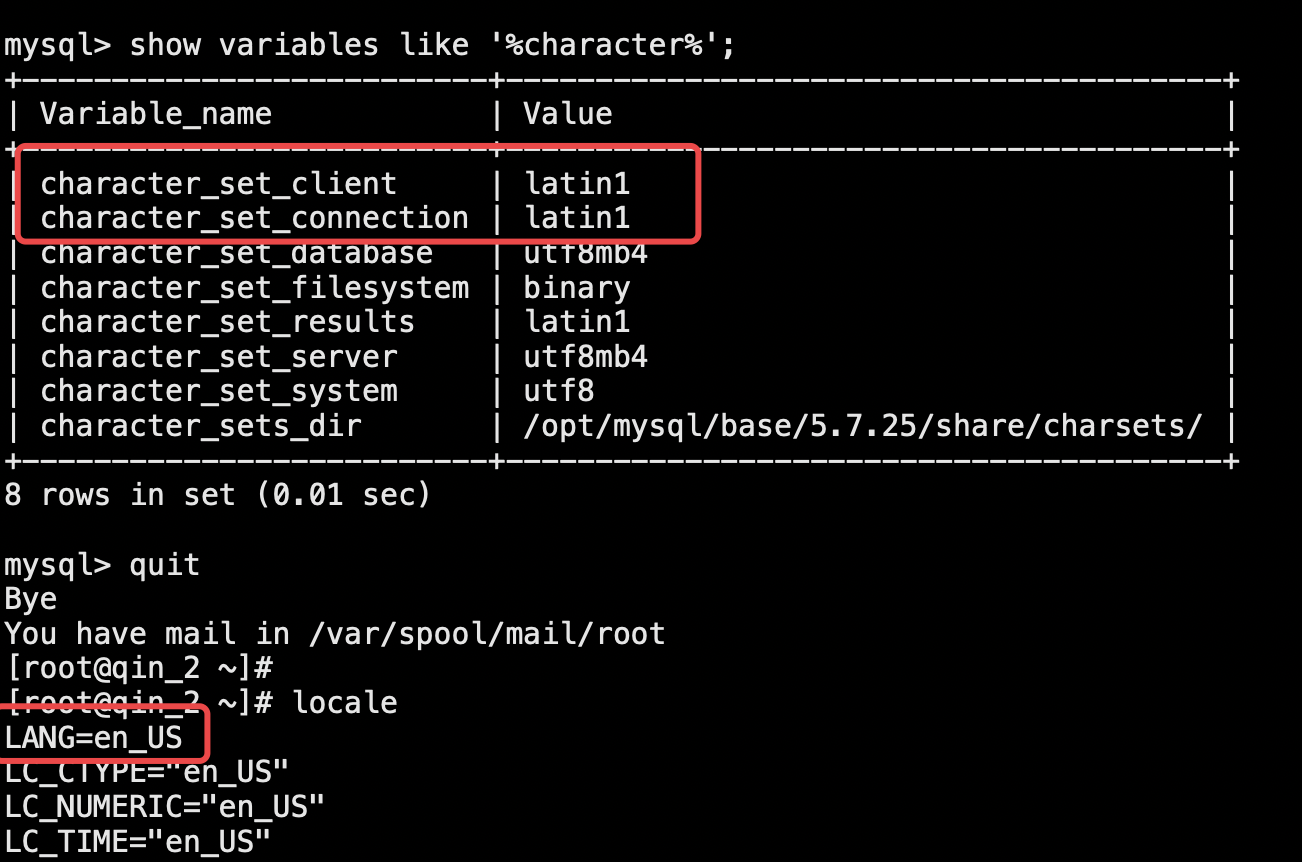 mysql> show variables like '%character%';
+--------------------------+----------------------------------------+
| Variable_name            | Value                                  |
+--------------------------+----------------------------------------+
| character_set_client     | latin1                                 |
| character_set_connection | latin1                                 |
| character_set_database   | utf8mb4                                |
| character_set_filesystem | binary                                 |
| character_set_results    | latin1                                 |
| character_set_server     | utf8mb4                                |
| character_set_system     | utf8                                   |
| character_sets_dir       | /opt/mysql/base/5.7.25/share/charsets/ |
+--------------------------+----------------------------------------+
8 rows in set (0.01 sec)
mysql> quit
Bye
You have mail in /var/spool/mail/root
[root@qin_2 ~]#
[root@qin_2 ~]# locale
LANG=en_US
LC_CTYPE="en_US"
LC_NUMERIC="en_US"
LC_TIME="en_US"